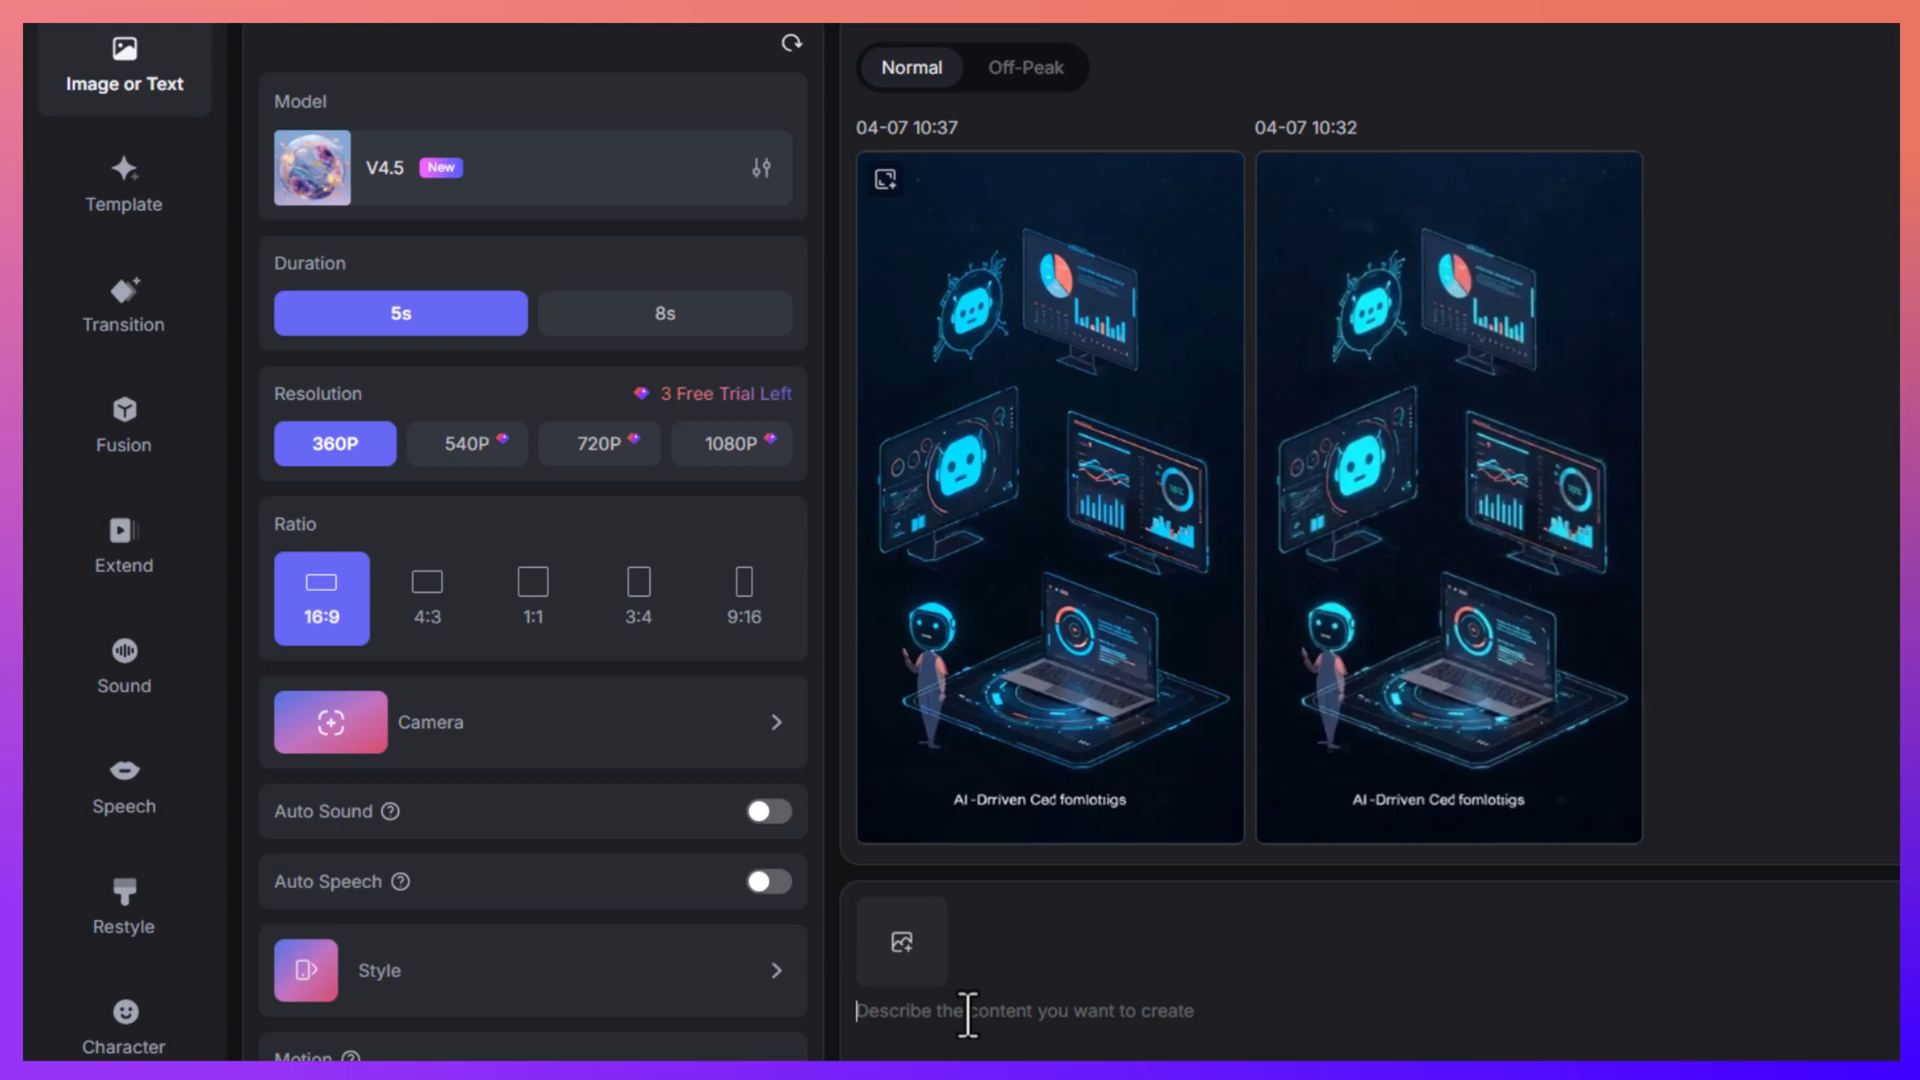 Image or Text
Template
Transition
Fusion
Extend
Sound
Speech
Restyle
Character
Model
V4.5 New
Duration
5s 8s
Resolution 3 Free Trial Left
360P 540P 720P 1080P
Ratio
16:9 4:3 1:1 3:4 9:16
Camera
Auto Sound
Auto Speech
Style
Motion
Normal Off-Peak
04-07 10:37 04-07 10:32
AI-Drriven Ced fomlotrigs AI-Drriven Ced fomlotrigs
Describe the content you want to create